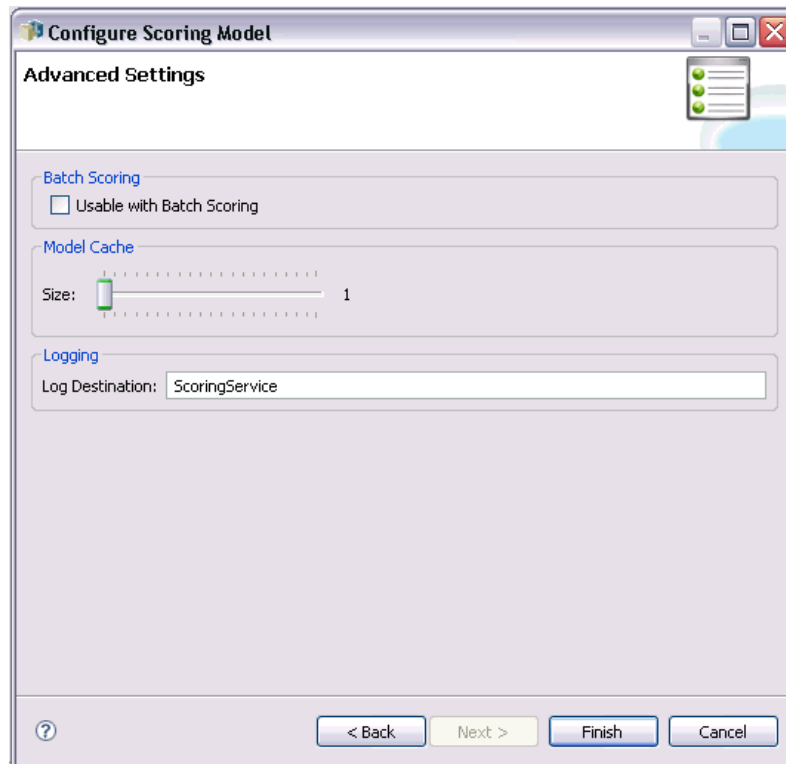 Configure Scoring Model
Advanced Settings
Batch Scoring
Usable with Batch Scoring
Model Cache
Size: 1
Logging
Log Destination: ScoringService
? < Back Next > Finish Cancel